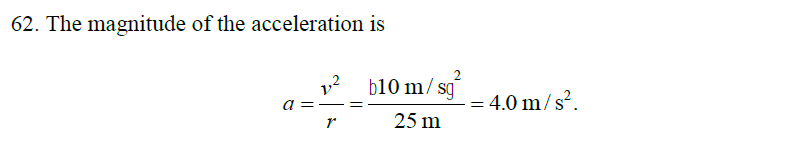 62. The magnitude of the acceleration is
a = v²/r = b10 m/sg²/25 m = 4.0 m/s².